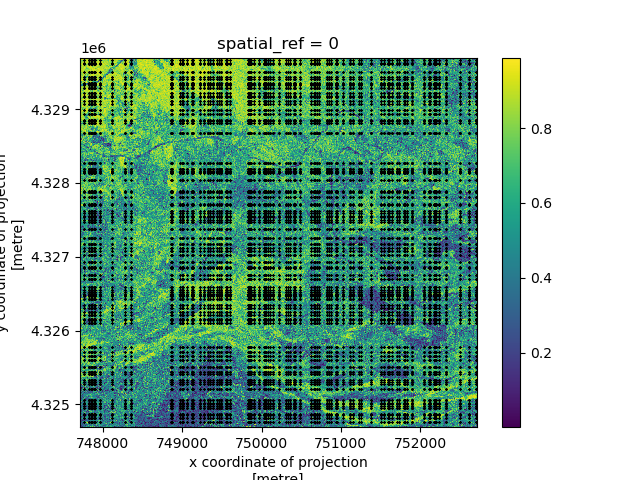 spatial_ref = 0
1e6
4.329
4.328
4.327
4.326
4.325
y coordinate of projection
[metre]
748000 749000 750000 751000 752000
x coordinate of projection
[metre]
0.8
0.6
0.4
0.2